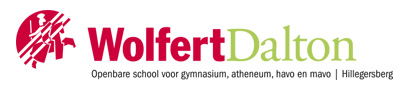 WolfertDalton
Openbare school voor gymnasium, atheneum, havo en mavo | Hillegersberg